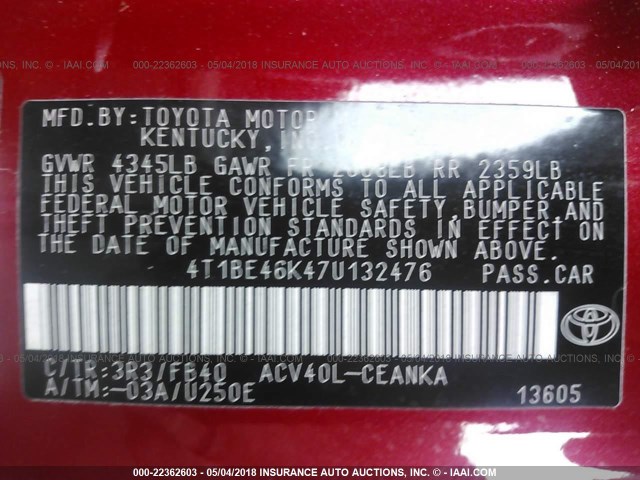 000-22362603 - 05/04/2018 INSURANCE AUTO AUCTIONS, INC. - IAAI.COM
MFD.BY:TOYOTA MOTOR
KENTUCKY,
GVWR 4345LB GAWR FR RR 2359LB
THIS VEHICLE CONFORMS TO ALL APPLICABLE
FEDERAL MOTOR VEHICLE SAFETY,BUMPER,AND
THEFT PREVENTION STANDARDS IN EFFECT ON
THE DATE OF MANUFACTURE SHOWN ABOVE.
4T1BE46K47U132476 PASS.CAR
C/TR:3R3/FB40 ACV40L-CEANKA
A/TM:-03A/U250E 13605
000-22362603 - 05/04/2018 INSURANCE AUTO AUCTIONS, INC. - IAAI.COM